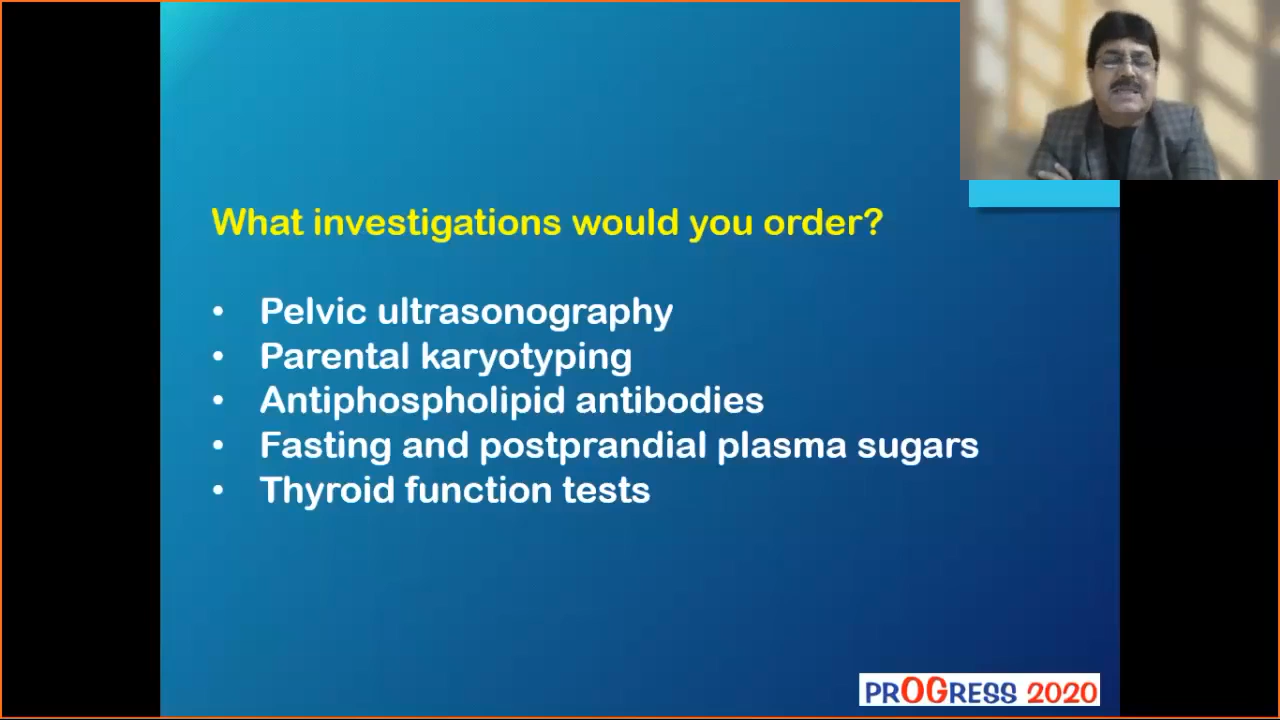 What investigations would you order?
• Pelvic ultrasonography
• Parental karyotyping
• Antiphospholipid antibodies
• Fasting and postprandial plasma sugars
• Thyroid function tests
PROGRESS 2020